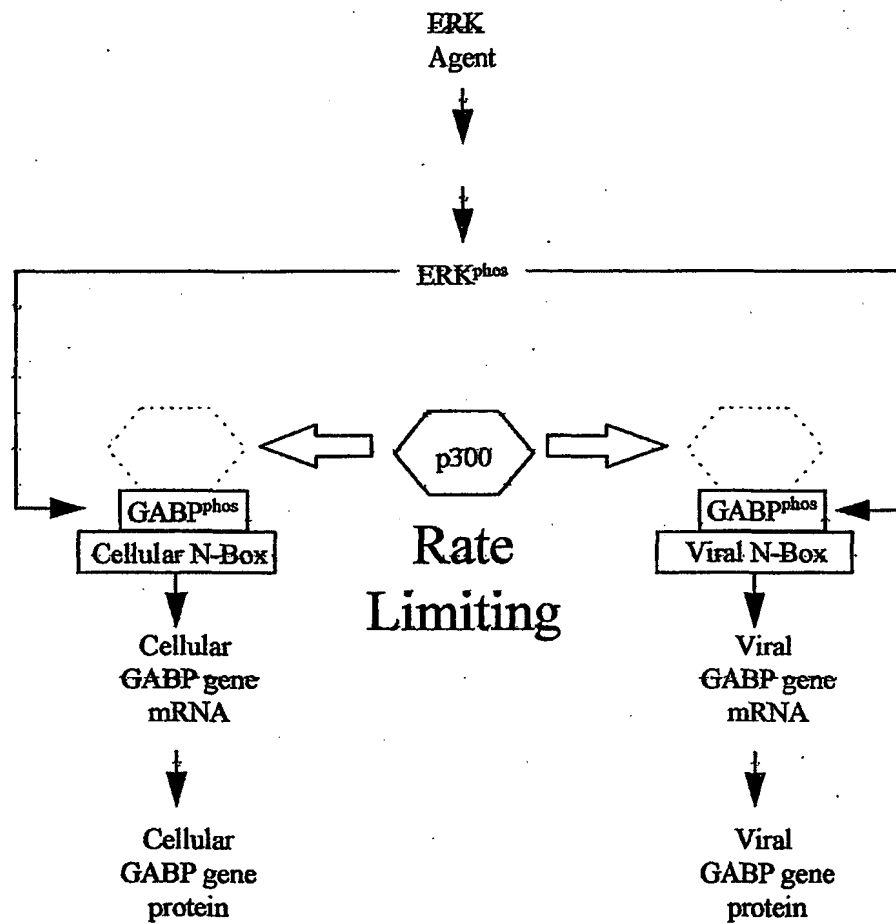 ERK
Agent
ERKphos
p300
GABPphos
Cellular N-Box
GABPphos
Viral N-Box
Rate
Limiting
Cellular
GABP gene
mRNA
Viral
GABP gene
mRNA
Cellular
GABP gene
protein
Viral
GABP gene
protein